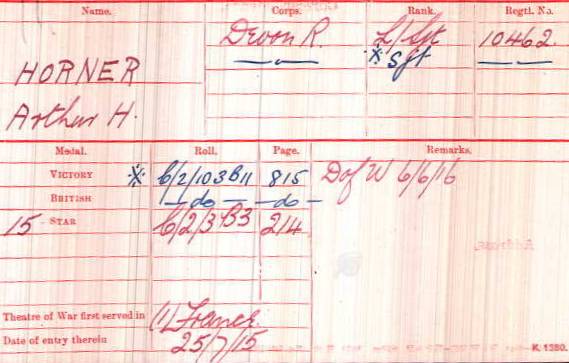 Name. Corps. Rank. Regtl. No.
Devon R. L/Sgt 10462.
—„— * Sjt —„—
HORNER
Arthur H.
Medal. Roll. Page. Remarks.
VICTORY * C/2/103B11 815 D of W 6/6/16
BRITISH —do— —do—
15 STAR C/2/3B3 214
Theatre of War first served in (1) France
Date of entry therein 25/7/15
K. 1380.